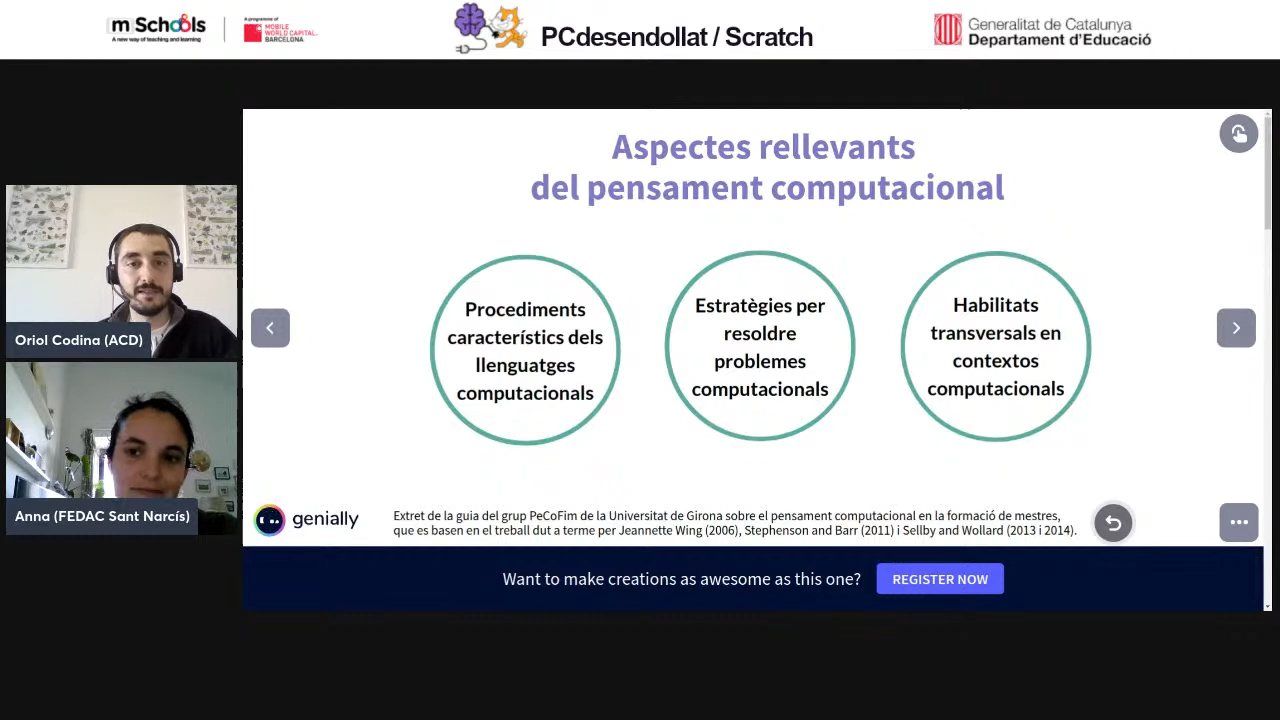 mSchools
A new way of teaching and learning
A programme of
MOBILE
WORLD CAPITAL
BARCELONA
PCdesendollat / Scratch
Generalitat de Catalunya
Departament d'Educació
Aspectes rellevants
del pensament computacional
Procediments
característics dels
llenguatges
computacionals
Estratègies per
resoldre
problemes
computacionals
Habilitats
transversals en
contextos
computacionals
Oriol Codina (ACD)
Anna (FEDAC Sant Narcís)
genially
Extret de la guia del grup PeCoFim de la Universitat de Girona sobre el pensament computacional en la formació de mestres,
que es basen en el treball dut a terme per Jeannette Wing (2006), Stephenson and Barr (2011) i Sellby and Wollard (2013 i 2014).
Want to make creations as awesome as this one?
REGISTER NOW